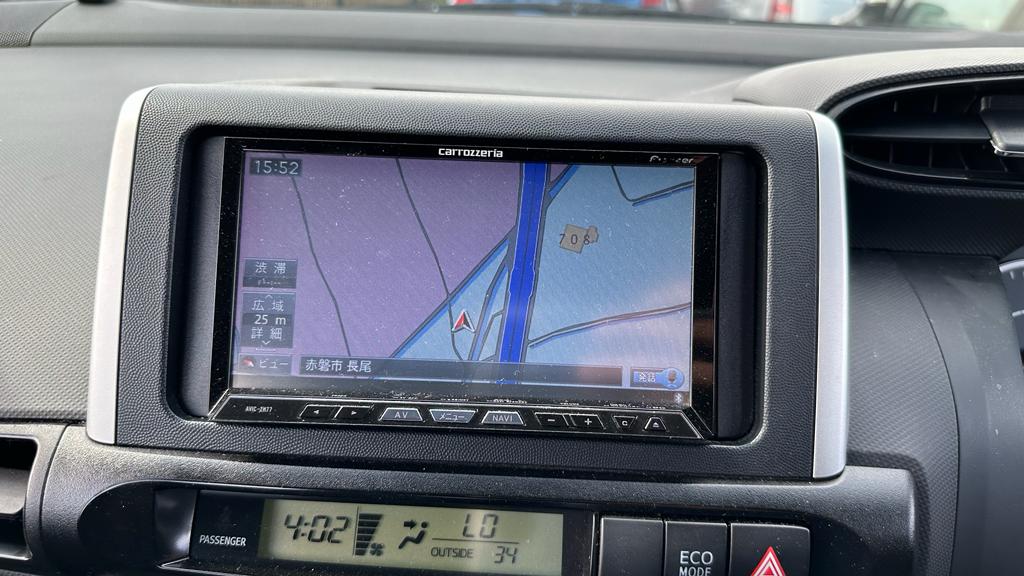 carrozzeria
Pioneer
15:52
708
渋滞
広域
25 m
詳細
ビュー
赤磐市 長尾
発話
AVIC-ZH77
AV
メニュー
NAVI
PASSENGER
4:02
LO
OUTSIDE 34
ECO
MODE